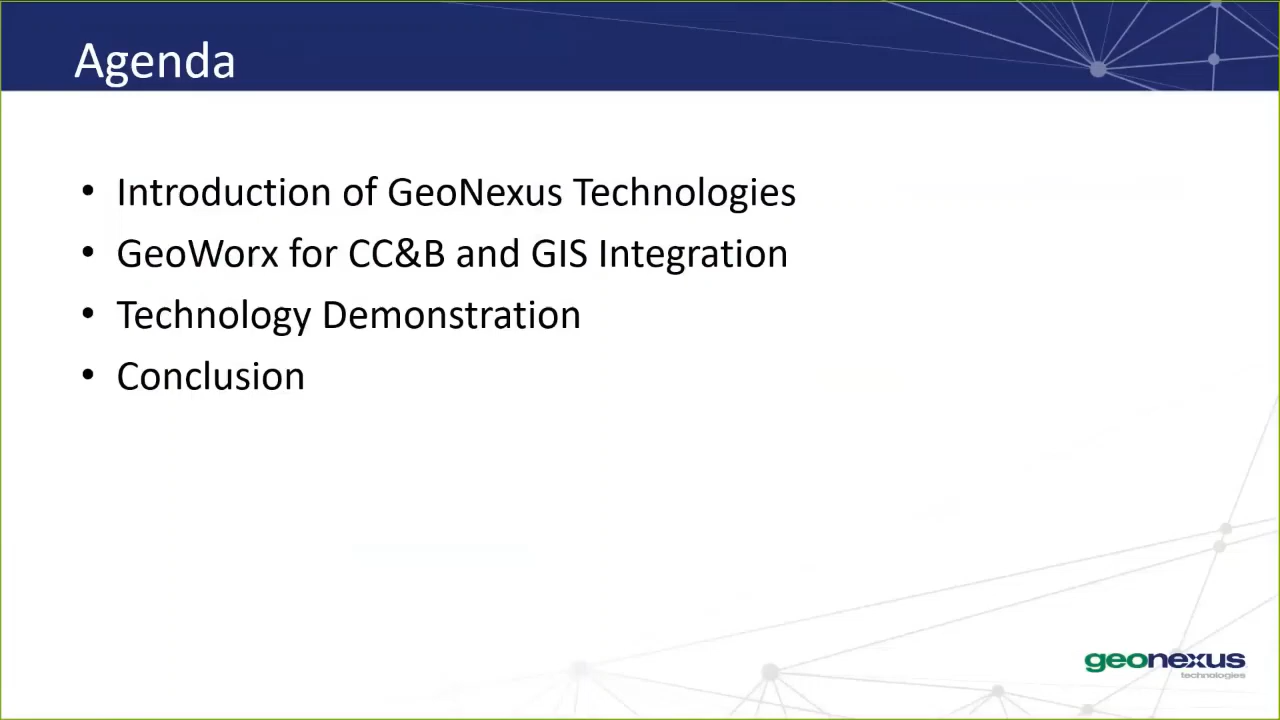 Agenda
• Introduction of GeoNexus Technologies
• GeoWorx for CC&B and GIS Integration
• Technology Demonstration
• Conclusion
geonexus
technologies